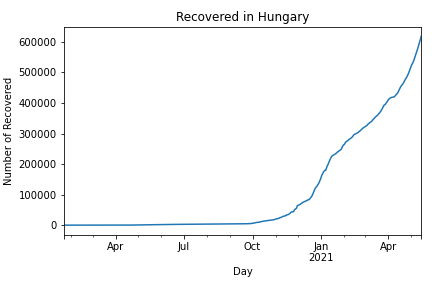 Recovered in Hungary
Number of Recovered
600000
500000
400000
300000
200000
100000
0
Apr Jul Oct Jan Apr
2021
Day